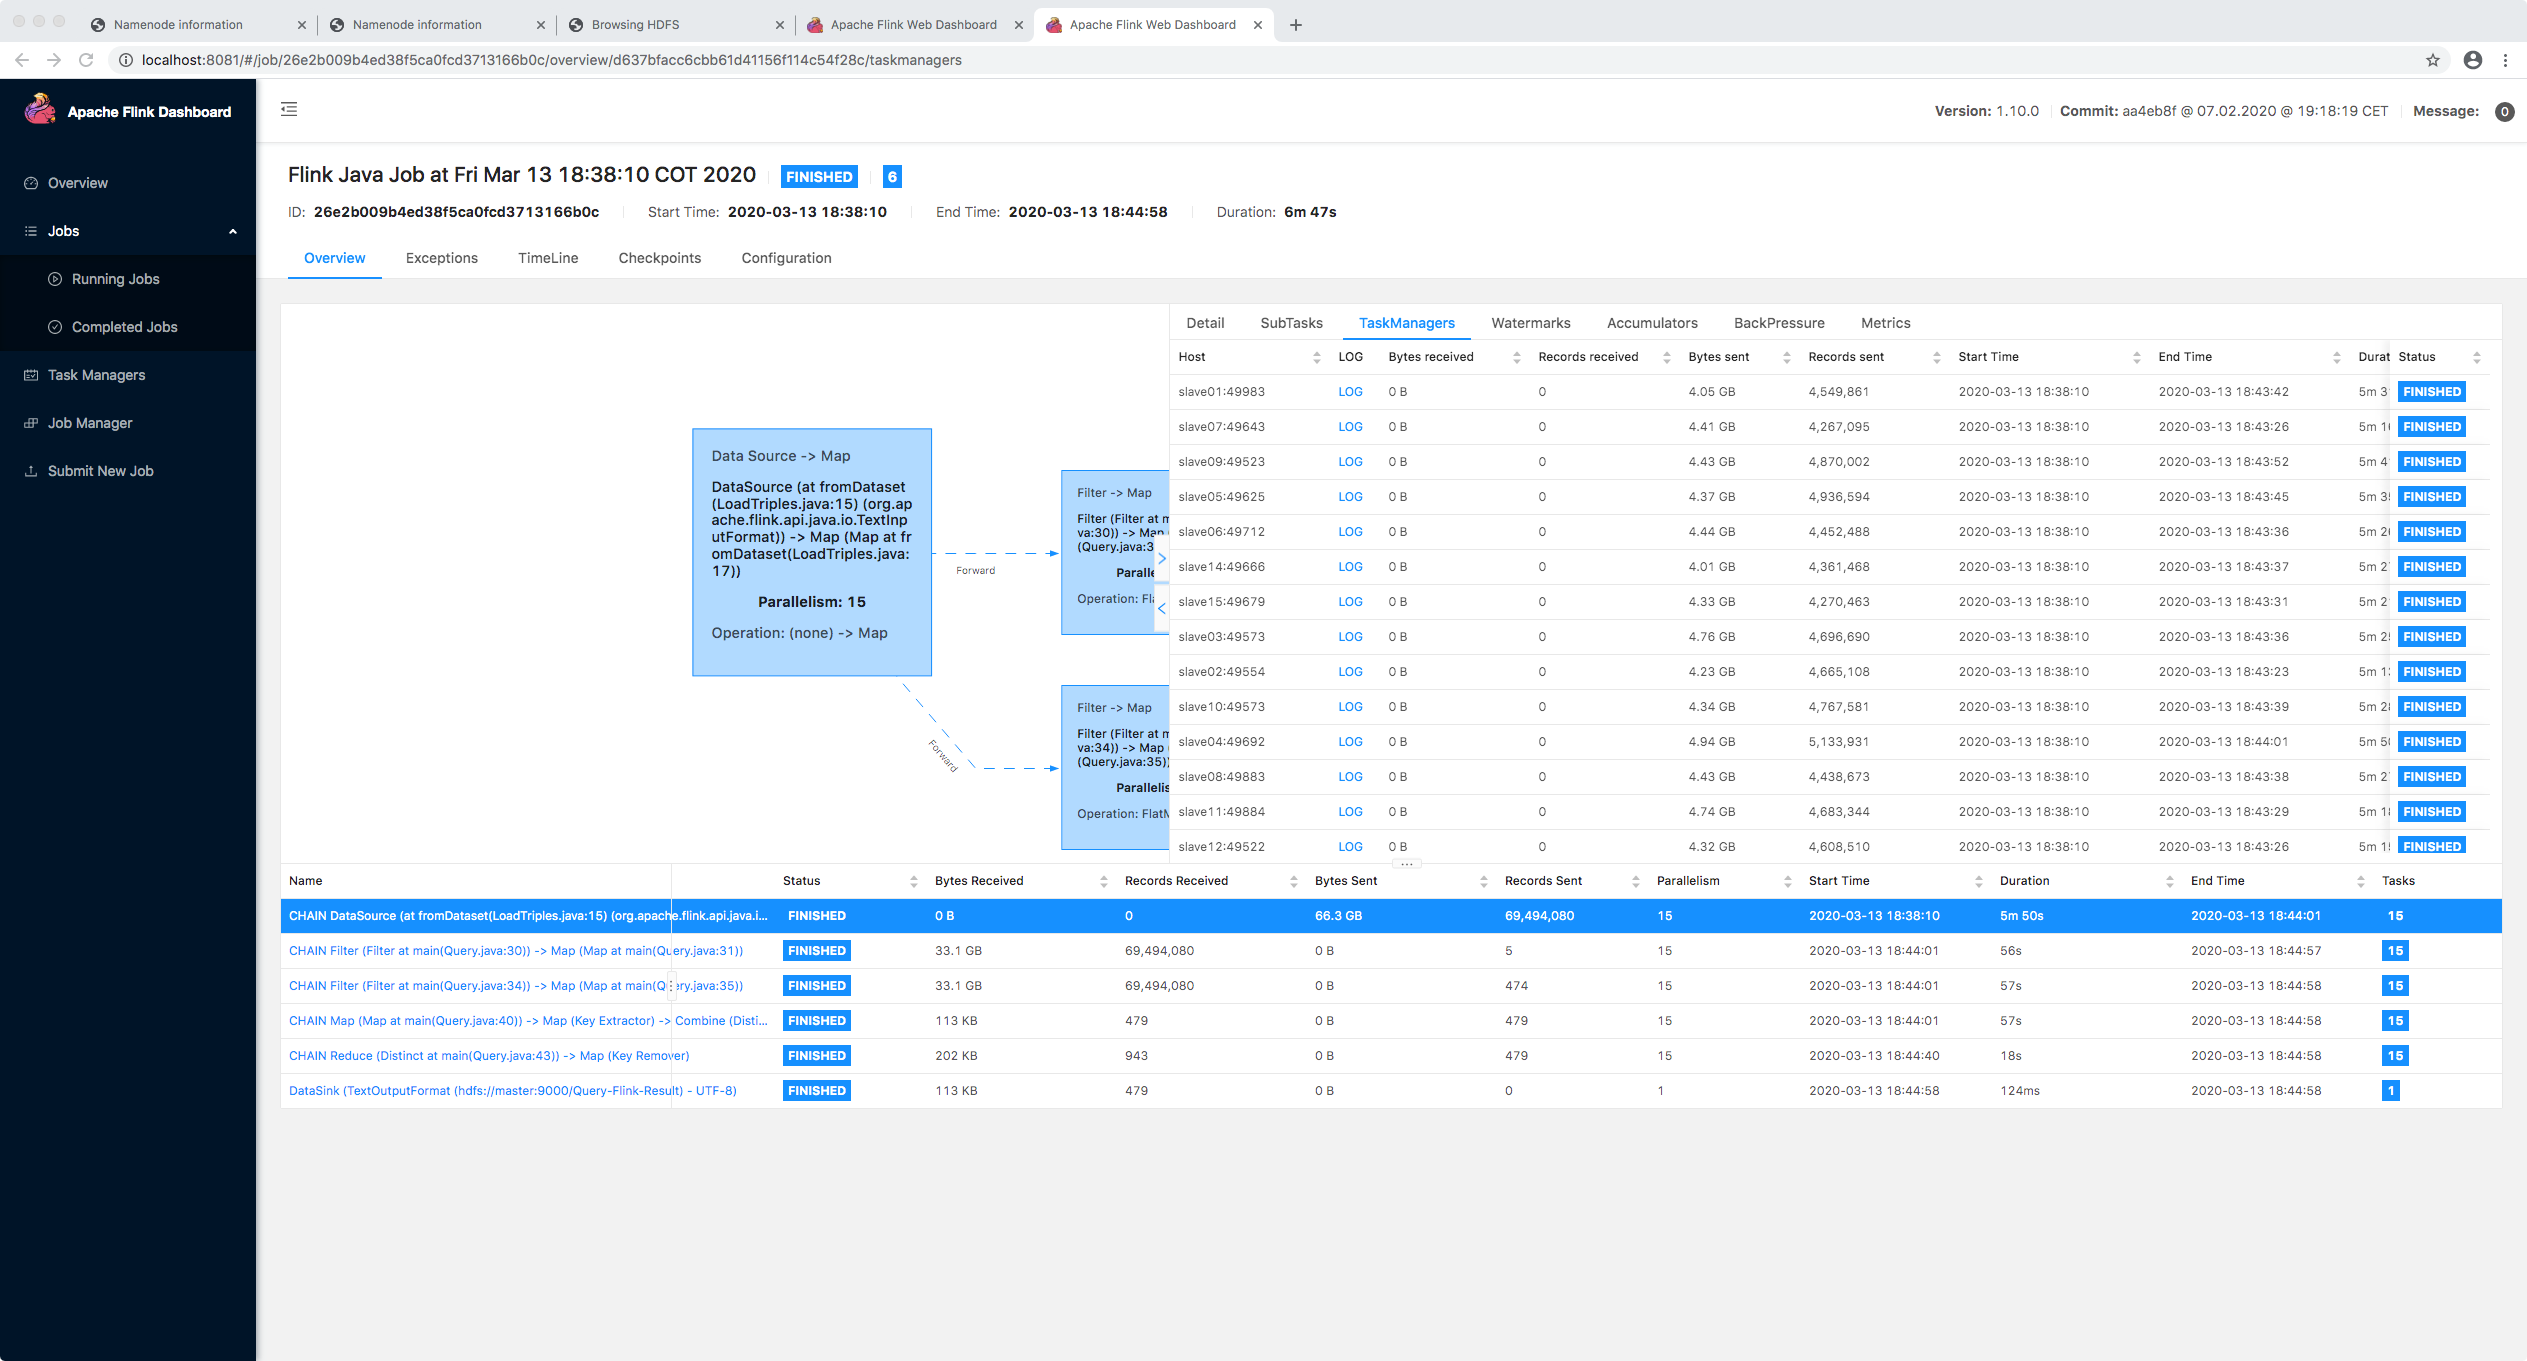 Namenode information
Namenode information
Browsing HDFS
Apache Flink Web Dashboard
Apache Flink Web Dashboard
localhost:8081/#/job/26e2b009b4ed38f5ca0fcd3713166b0c/overview/d637bfacc6cbb61d41156f114c54f28c/taskmanagers
Apache Flink Dashboard
Version: 1.10.0 Commit: aa4eb8f @ 07.02.2020 @ 19:18:19 CET Message: 0
Overview
Jobs
Running Jobs
Completed Jobs
Task Managers
Job Manager
Submit New Job
Flink Java Job at Fri Mar 13 18:38:10 COT 2020 FINISHED 6
ID: 26e2b009b4ed38f5ca0fcd3713166b0c Start Time: 2020-03-13 18:38:10 End Time: 2020-03-13 18:44:58 Duration: 6m 47s
Overview Exceptions TimeLine Checkpoints Configuration
Data Source -> Map
DataSource (at fromDataset
(LoadTriples.java:15) (org.ap
ache.flink.api.java.io.TextInp
utFormat)) -> Map (Map at fr
omDataset(LoadTriples.java:
17))
Parallelism: 15
Operation: (none) -> Map
Forward
Forward
Filter -> Map
Filter (Filter at m
va:30)) -> Map
(Query.java:3
Paralle
Operation: Fla
Filter -> Map
Filter (Filter at m
va:34)) -> Map (
(Query.java:35))
Parallelis
Operation: FlatM
Detail SubTasks TaskManagers Watermarks Accumulators BackPressure Metrics
Host LOG Bytes received Records received Bytes sent Records sent Start Time End Time Durat Status
slave01:49983 LOG 0 B 0 4.05 GB 4,549,861 2020-03-13 18:38:10 2020-03-13 18:43:42 5m 3 FINISHED
slave07:49643 LOG 0 B 0 4.41 GB 4,267,095 2020-03-13 18:38:10 2020-03-13 18:43:26 5m 1 FINISHED
slave09:49523 LOG 0 B 0 4.43 GB 4,870,002 2020-03-13 18:38:10 2020-03-13 18:43:52 5m 4 FINISHED
slave05:49625 LOG 0 B 0 4.37 GB 4,936,594 2020-03-13 18:38:10 2020-03-13 18:43:45 5m 3 FINISHED
slave06:49712 LOG 0 B 0 4.44 GB 4,452,488 2020-03-13 18:38:10 2020-03-13 18:43:36 5m 2 FINISHED
slave14:49666 LOG 0 B 0 4.01 GB 4,361,468 2020-03-13 18:38:10 2020-03-13 18:43:37 5m 2 FINISHED
slave15:49679 LOG 0 B 0 4.33 GB 4,270,463 2020-03-13 18:38:10 2020-03-13 18:43:31 5m 2 FINISHED
slave03:49573 LOG 0 B 0 4.76 GB 4,696,690 2020-03-13 18:38:10 2020-03-13 18:43:36 5m 2 FINISHED
slave02:49554 LOG 0 B 0 4.23 GB 4,665,108 2020-03-13 18:38:10 2020-03-13 18:43:23 5m 1 FINISHED
slave10:49573 LOG 0 B 0 4.34 GB 4,767,581 2020-03-13 18:38:10 2020-03-13 18:43:39 5m 2 FINISHED
slave04:49692 LOG 0 B 0 4.94 GB 5,133,931 2020-03-13 18:38:10 2020-03-13 18:44:01 5m 5 FINISHED
slave08:49883 LOG 0 B 0 4.43 GB 4,438,673 2020-03-13 18:38:10 2020-03-13 18:43:38 5m 2 FINISHED
slave11:49884 LOG 0 B 0 4.74 GB 4,683,344 2020-03-13 18:38:10 2020-03-13 18:43:29 5m 1 FINISHED
slave12:49522 LOG 0 B 0 4.32 GB 4,608,510 2020-03-13 18:38:10 2020-03-13 18:43:26 5m 1 FINISHED
Name Status Bytes Received Records Received Bytes Sent Records Sent Parallelism Start Time Duration End Time Tasks
CHAIN DataSource (at fromDataset(LoadTriples.java:15) (org.apache.flink.api.java.i... FINISHED 0 B 0 66.3 GB 69,494,080 15 2020-03-13 18:38:10 5m 50s 2020-03-13 18:44:01 15
CHAIN Filter (Filter at main(Query.java:30)) -> Map (Map at main(Query.java:31)) FINISHED 33.1 GB 69,494,080 0 B 5 15 2020-03-13 18:44:01 56s 2020-03-13 18:44:57 15
CHAIN Filter (Filter at main(Query.java:34)) -> Map (Map at main(Query.java:35)) FINISHED 33.1 GB 69,494,080 0 B 474 15 2020-03-13 18:44:01 57s 2020-03-13 18:44:58 15
CHAIN Map (Map at main(Query.java:40)) -> Map (Key Extractor) -> Combine (Disti... FINISHED 113 KB 479 0 B 479 15 2020-03-13 18:44:01 57s 2020-03-13 18:44:58 15
CHAIN Reduce (Distinct at main(Query.java:43)) -> Map (Key Remover) FINISHED 202 KB 943 0 B 479 15 2020-03-13 18:44:40 18s 2020-03-13 18:44:58 15
DataSink (TextOutputFormat (hdfs://master:9000/Query-Flink-Result) - UTF-8) FINISHED 113 KB 479 0 B 0 1 2020-03-13 18:44:58 124ms 2020-03-13 18:44:58 1